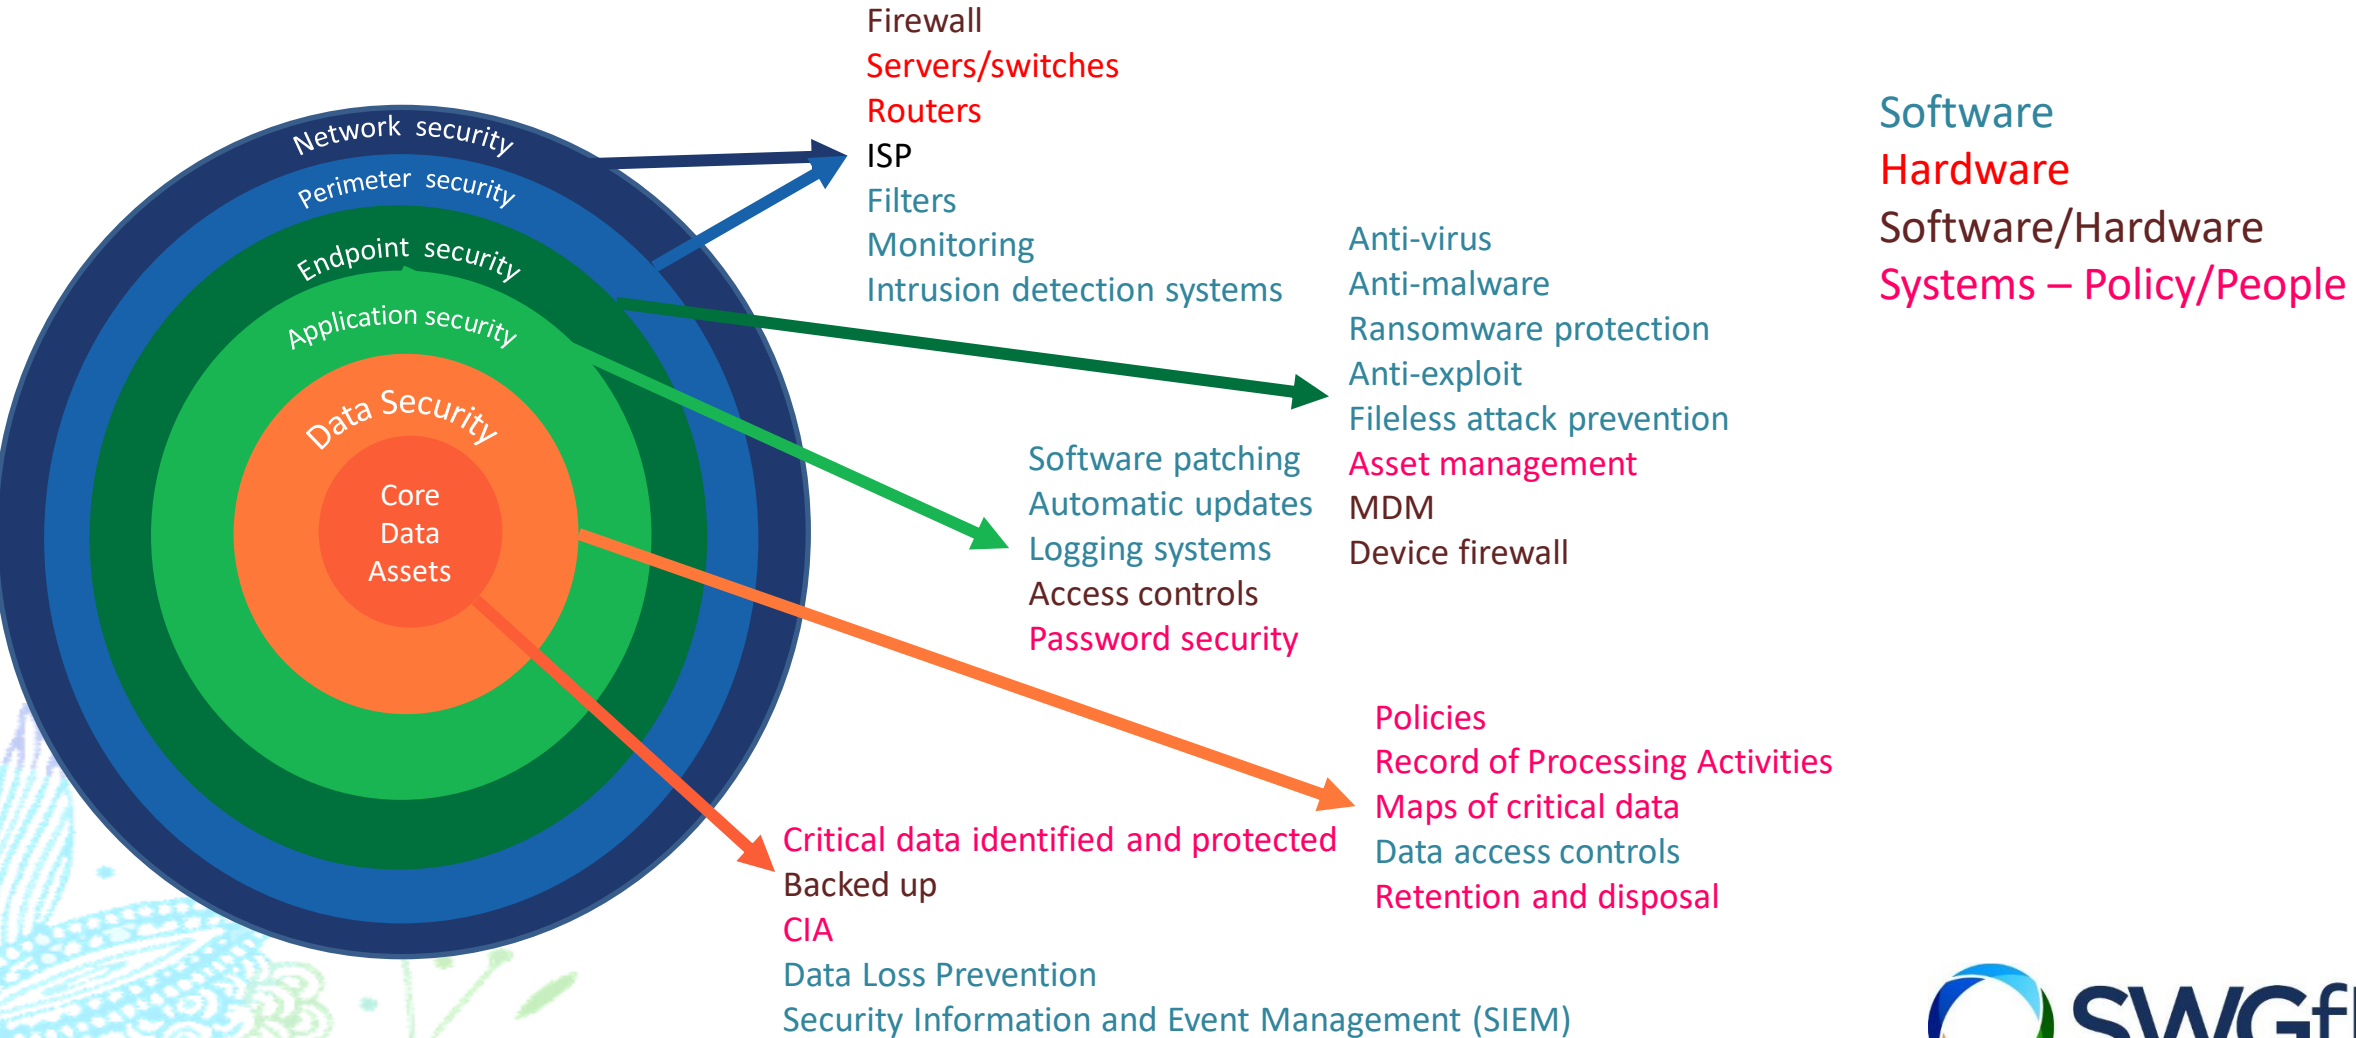 Network security
Perimeter security
Endpoint security
Application security
Data Security
Core
Data
Assets
Firewall
Servers/switches
Routers
ISP
Filters
Monitoring
Intrusion detection systems
Anti-virus
Anti-malware
Ransomware protection
Anti-exploit
Fileless attack prevention
Asset management
MDM
Device firewall
Software patching
Automatic updates
Logging systems
Access controls
Password security
Policies
Record of Processing Activities
Maps of critical data
Data access controls
Retention and disposal
Critical data identified and protected
Backed up
CIA
Data Loss Prevention
Security Information and Event Management (SIEM)
Software
Hardware
Software/Hardware
Systems – Policy/People